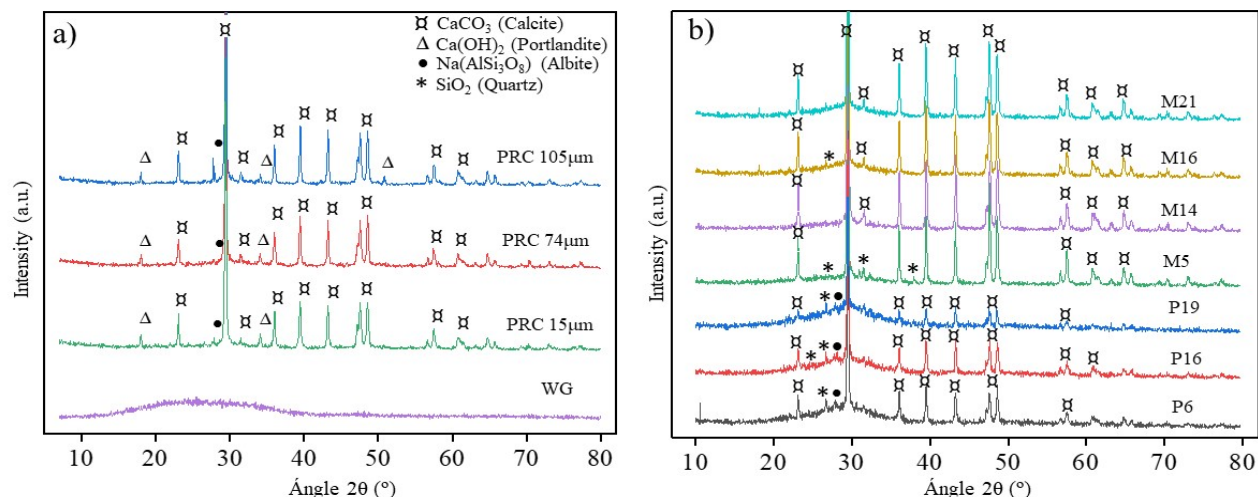 a)
¤ CaCO₃ (Calcite)
Δ Ca(OH)₂ (Portlandite)
• Na(AlSi₃O₈) (Albite)
* SiO₂ (Quartz)
PRC 105μm
PRC 74μm
PRC 15μm
WG
Intensity (a.u.)
10 20 30 40 50 60 70 80
Ángle 2θ (°)
b)
M21
M16
M14
M5
P19
P16
P6
Intensity (a.u.)
10 20 30 40 50 60 70 80
Ángle 2θ (°)